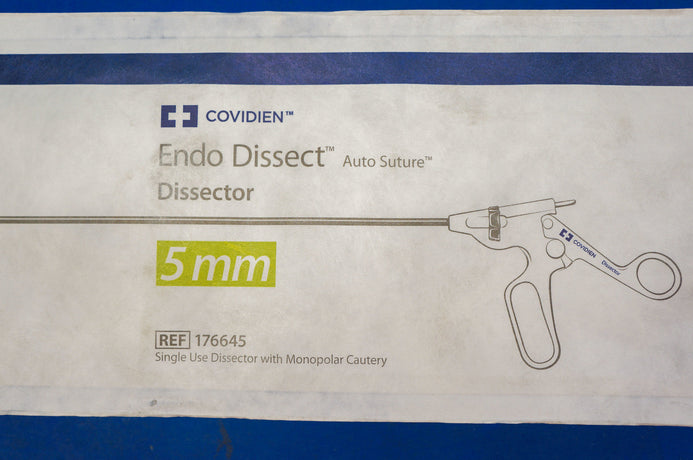 COVIDIEN™
Endo Dissect™ Auto Suture™
Dissector
5 mm
COVIDIEN
Dissector
REF 176645
Single Use Dissector with Monopolar Cautery